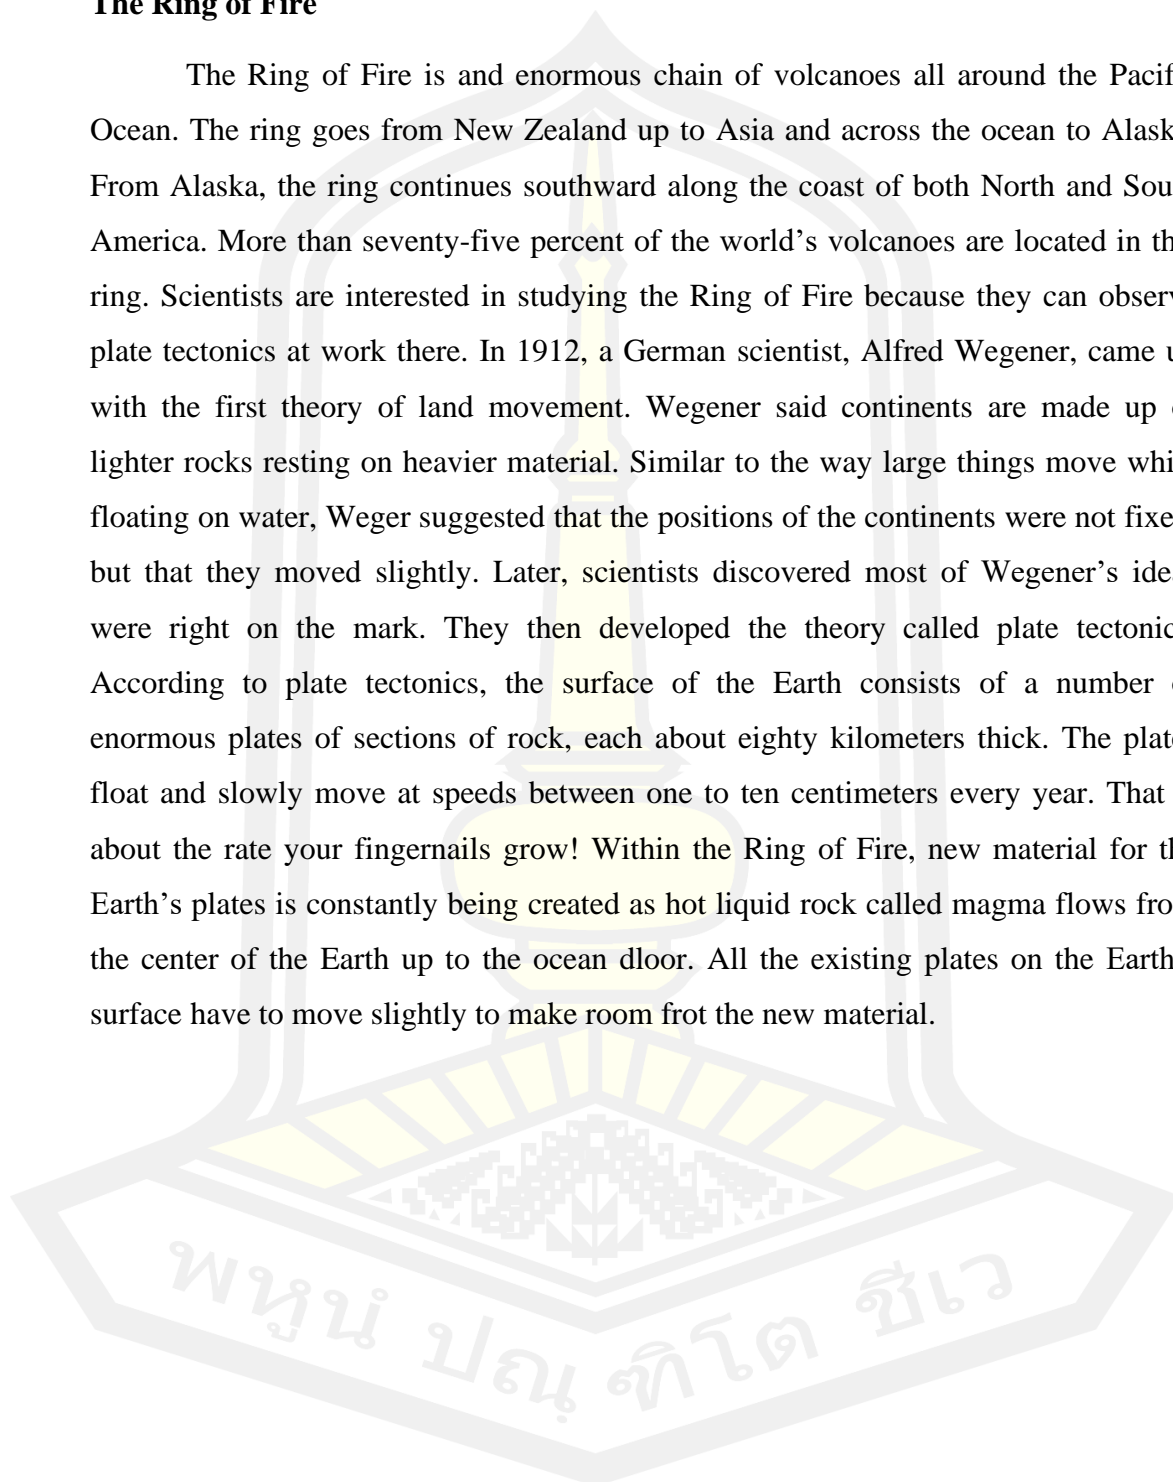 The Ring of Fire
The Ring of Fire is and enormous chain of volcanoes all around the Pacif
Ocean. The ring goes from New Zealand up to Asia and across the ocean to Alask
From Alaska, the ring continues southward along the coast of both North and Sou
America. More than seventy-five percent of the world’s volcanoes are located in th
ring. Scientists are interested in studying the Ring of Fire because they can observ
plate tectonics at work there. In 1912, a German scientist, Alfred Wegener, came u
with the first theory of land movement. Wegener said continents are made up
lighter rocks resting on heavier material. Similar to the way large things move whi
floating on water, Weger suggested that the positions of the continents were not fixe
but that they moved slightly. Later, scientists discovered most of Wegener’s idea
were right on the mark. They then developed the theory called plate tectonic
According to plate tectonics, the surface of the Earth consists of a number
enormous plates of sections of rock, each about eighty kilometers thick. The plat
float and slowly move at speeds between one to ten centimeters every year. That
about the rate your fingernails grow! Within the Ring of Fire, new material for th
Earth’s plates is constantly being created as hot liquid rock called magma flows fro
the center of the Earth up to the ocean dloor. All the existing plates on the Earth
surface have to move slightly to make room frot the new material.
พหูนํ ปณฺฑิโต ชีเว